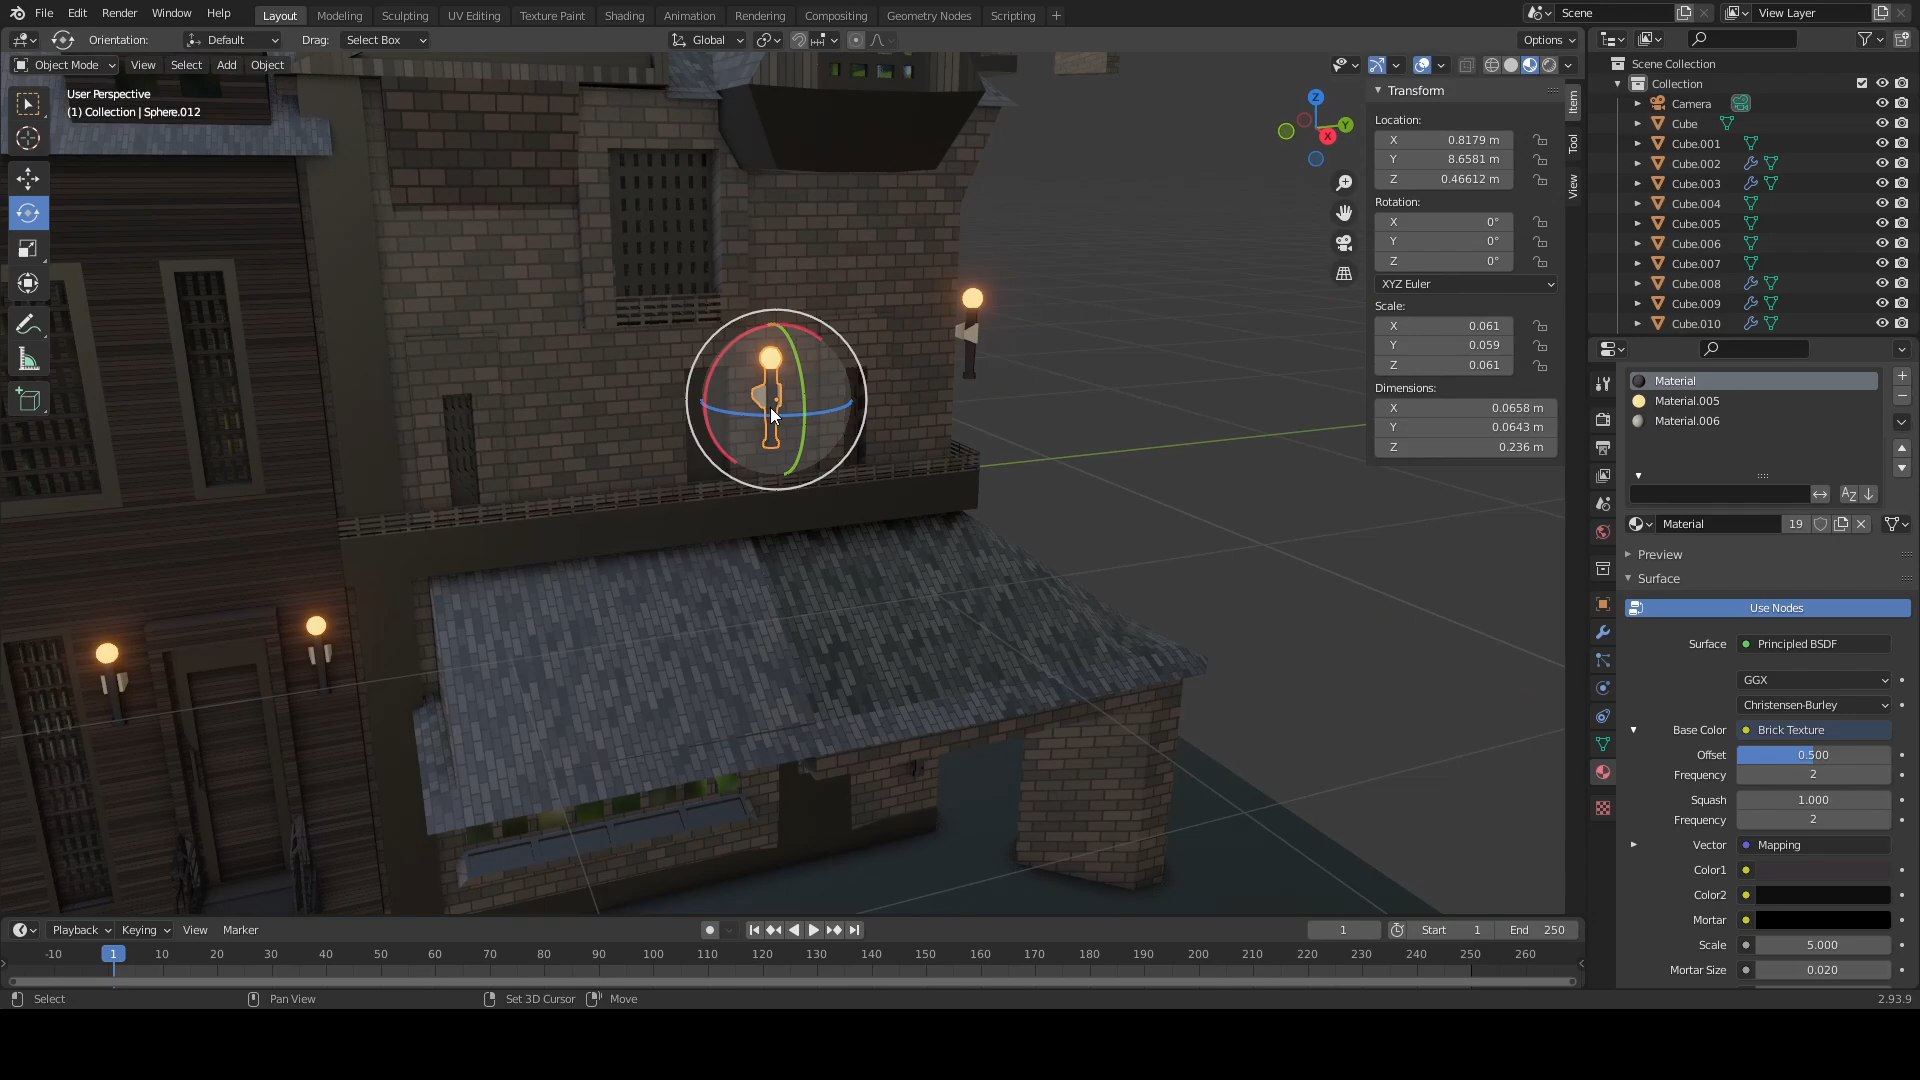 File Edit Render Window Help Layout Modeling Sculpting UV Editing Texture Paint Shading Animation Rendering Compositing Geometry Nodes Scripting + Scene View Layer
Orientation: Default Drag: Select Box Global Options
Object Mode View Select Add Object
User Perspective
(1) Collection | Sphere.012
Transform
Location:
X 0.8179 m
Y 8.6581 m
Z 0.46612 m
Rotation:
X 0°
Y 0°
Z 0°
XYZ Euler
Scale:
X 0.061
Y 0.059
Z 0.061
Dimensions:
X 0.0658 m
Y 0.0643 m
Z 0.236 m
Item
Tool
View
Z
Y
X
Scene Collection
Collection
Camera
Cube
Cube.001
Cube.002
Cube.003
Cube.004
Cube.005
Cube.006
Cube.007
Cube.008
Cube.009
Cube.010
Material
Material.005
Material.006
Material 19
Preview
Surface
Use Nodes
Surface Principled BSDF
GGX
Christensen-Burley
Base Color Brick Texture
Offset 0.500
Frequency 2
Squash 1.000
Frequency 2
Vector Mapping
Color1
Color2
Mortar
Scale 5.000
Mortar Size 0.020
Playback Keying View Marker 1 Start 1 End 250
-10 1 10 20 30 40 50 60 70 80 90 100 110 120 130 140 150 160 170 180 190 200 210 220 230 240 250 260
Select Pan View Set 3D Cursor Move 2.93.9